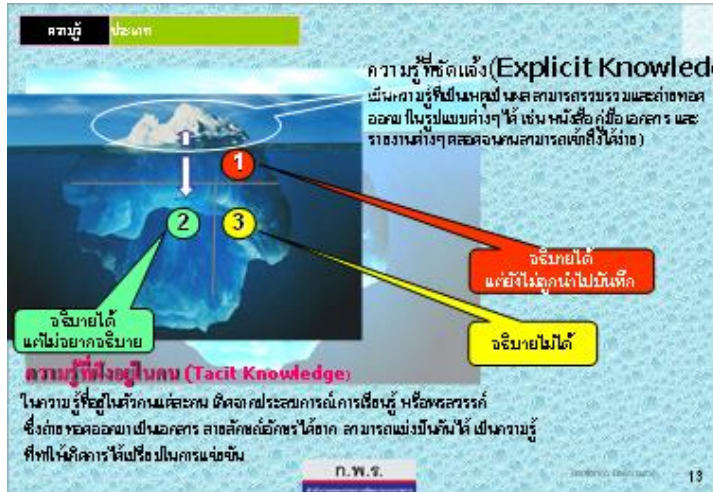 ความรู้ ประเภท
ความรู้ที่ชัดแจ้ง(Explicit Knowled
เป็นความรู้ที่เป็นเหตุเป็นผล สามารถรวบรวมและถ่ายทอด
ออกมาในรูปแบบต่างๆ ได้ เช่น หนังสือ คู่มือ เอกสาร และ
รายงานต่างๆ ตลอดจนคนสามารถเข้าถึงได้ง่าย )
1
2
3
อธิบายได้
แต่ยังไม่ถูกนำไปบันทึก
อธิบายได้
แต่ไม่อยากอธิบาย
อธิบายไม่ได้
ความรู้ที่ฝังอยู่ในคน (Tacit Knowledge)
ในความรู้ที่อยู่ในตัวคนแต่ละคน เกิดจากประสบการณ์การเรียนรู้ หรือพรสวรรค์
ซึ่งถ่ายทอดออกมาเป็นเอกสาร ลายลักษณ์อักษรได้ยาก สามารถแบ่งปันกันได้ เป็นความรู้
ที่ทำให้เกิดการได้เปรียบในการแข่งขัน
ก.พ.ร.
13